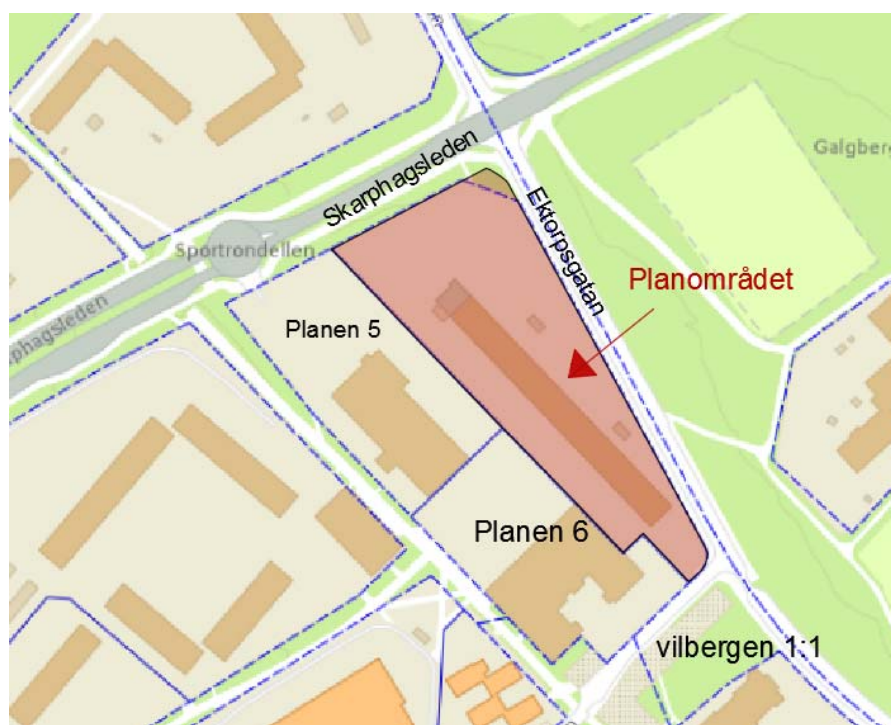 Galgberg
Skarphagsleden
Ektorpsgatan
Sportrondellen
Planområdet
Planen 5
phagsleden
Planen 6
vilbergen 1:1